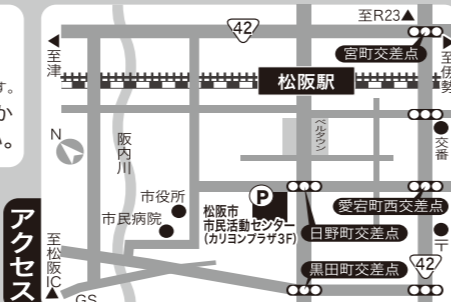 至R23▲
42
宮町交差点
◀至津
▶至伊勢
す。
か
い。
松阪駅
N
阪内川
ベルタウン
交番
市役所
市民病院
P
松阪市
市民活動センター
(カリヨンプラザ3F)
愛宕町西交差点
日野町交差点
〒
アクセス
至松阪IC▲
黒田町交差点
42
GS